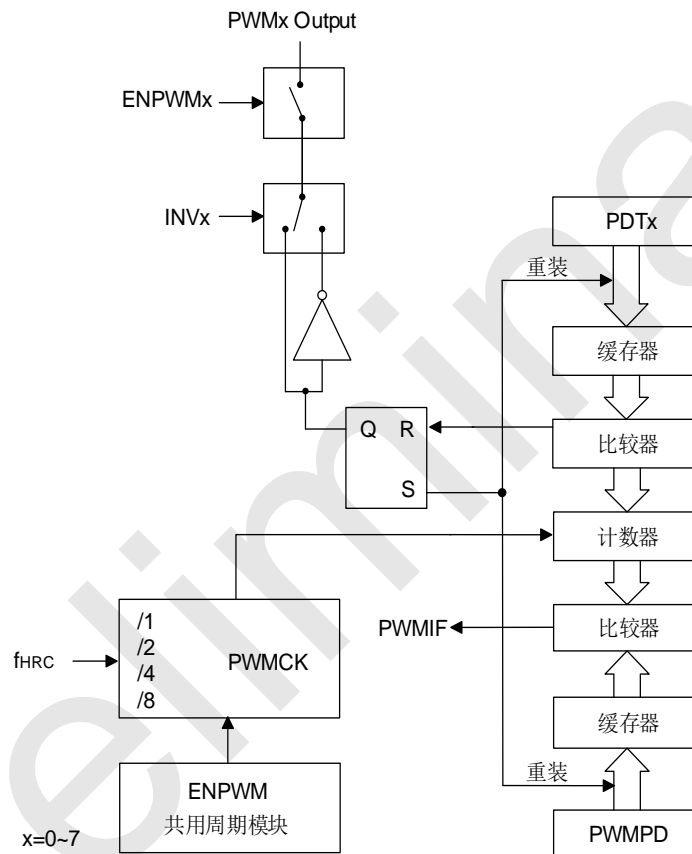 PWMx Output
ENPWMx
INVx
PDTx
重装
缓存器
Q R
S
比较器
计数器
fHRC
/1
/2
/4
/8
PWMCK
PWMIF
比较器
缓存器
重装
ENPWM
共用周期模块
PWMPD
x=0~7
elimina